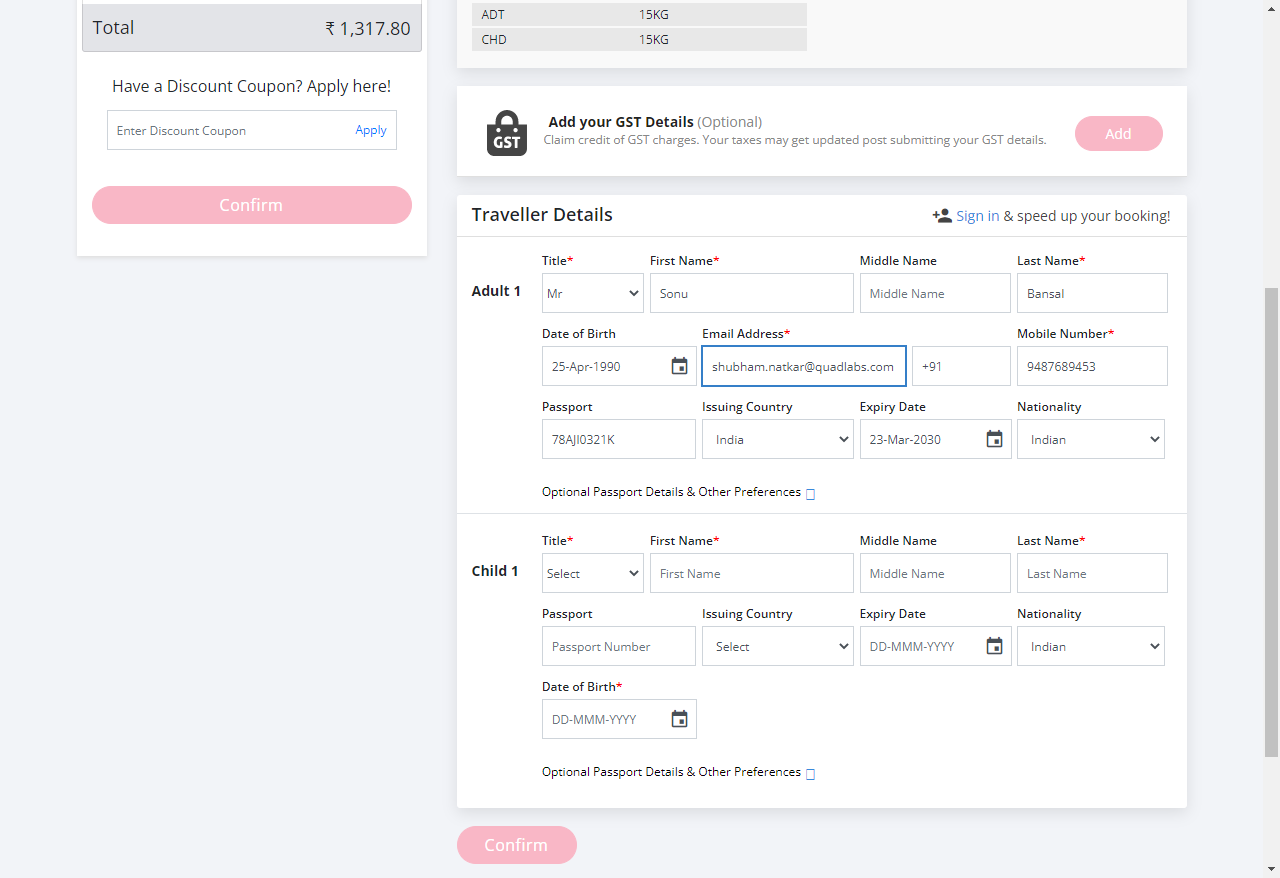 Total ₹ 1,317.80
Have a Discount Coupon? Apply here!
Enter Discount Coupon Apply
Confirm
ADT 15KG
CHD 15KG
GST
Add your GST Details (Optional)
Claim credit of GST charges. Your taxes may get updated post submitting your GST details.
Add
Traveller Details Sign in & speed up your booking!
Title* First Name* Middle Name Last Name*
Adult 1 Mr Sonu Middle Name Bansal
Date of Birth Email Address* Mobile Number*
25-Apr-1990 shubham.natkar@quadlabs.com +91 9487689453
Passport Issuing Country Expiry Date Nationality
78AJI0321K India 23-Mar-2030 Indian
Optional Passport Details & Other Preferences
Title* First Name* Middle Name Last Name*
Child 1 Select First Name Middle Name Last Name
Passport Issuing Country Expiry Date Nationality
Passport Number Select DD-MMM-YYYY Indian
Date of Birth*
DD-MMM-YYYY
Optional Passport Details & Other Preferences
Confirm